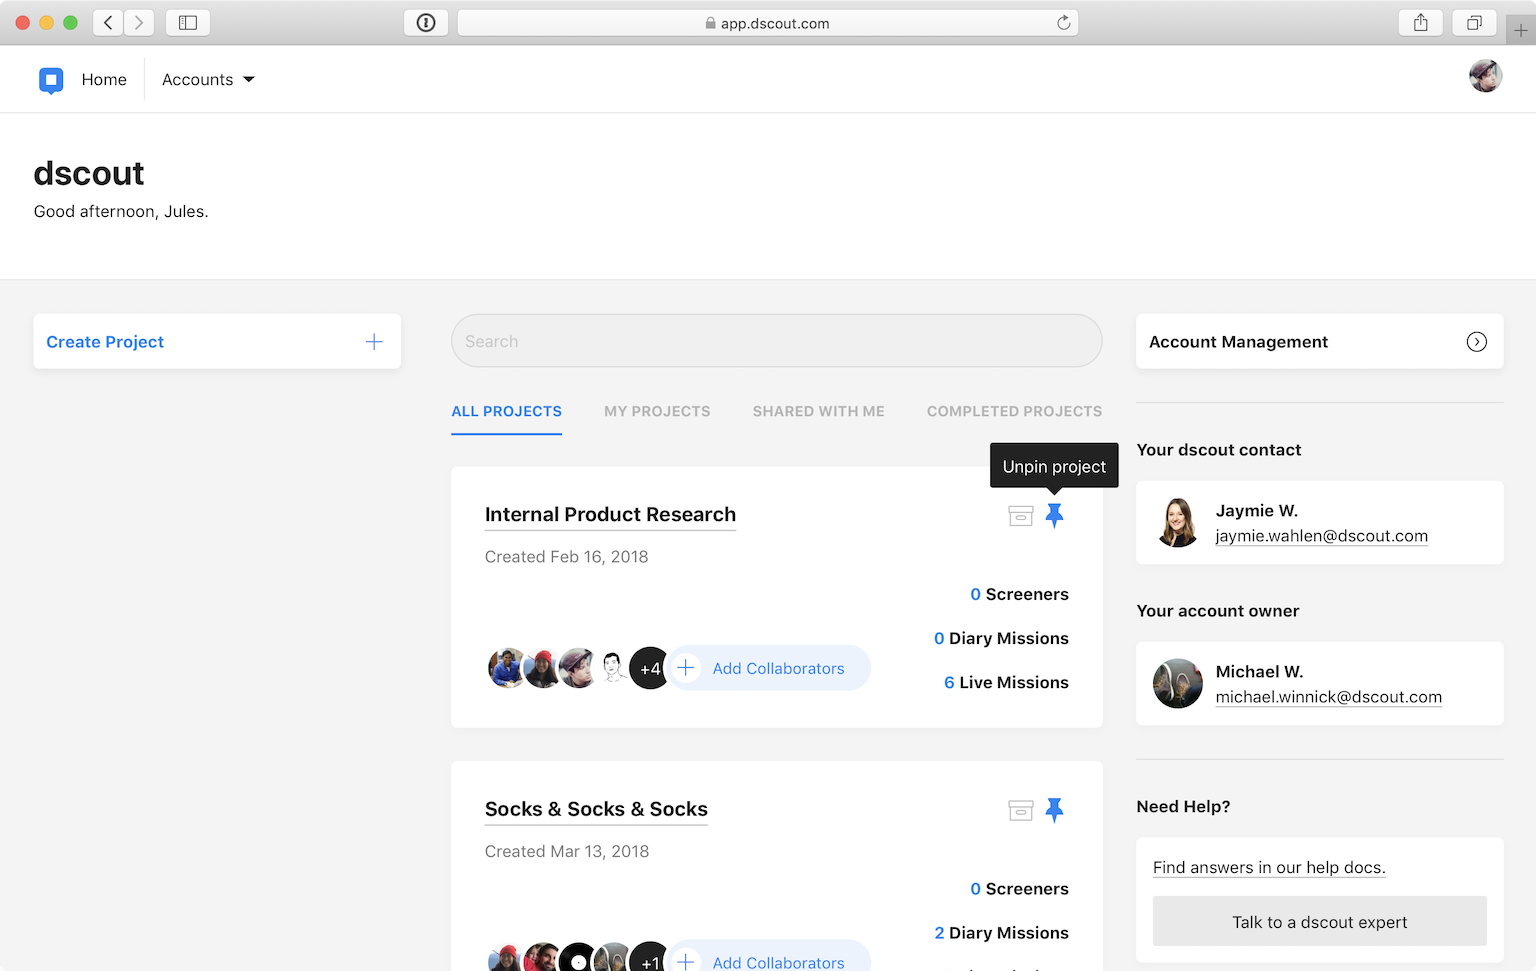 app.dscout.com
Home
Accounts
dscout
Good afternoon, Jules.
Create Project
Search
Account Management
ALL PROJECTS
MY PROJECTS
SHARED WITH ME
COMPLETED PROJECTS
Unpin project
Your dscout contact
Internal Product Research
Jaymie W.
jaymie.wahlen@dscout.com
Created Feb 16, 2018
0 Screeners
Your account owner
0 Diary Missions
+4
Add Collaborators
6 Live Missions
Michael W.
michael.winnick@dscout.com
Socks & Socks & Socks
Need Help?
Created Mar 13, 2018
Find answers in our help docs.
0 Screeners
Talk to a dscout expert
2 Diary Missions
+1
Add Collaborators